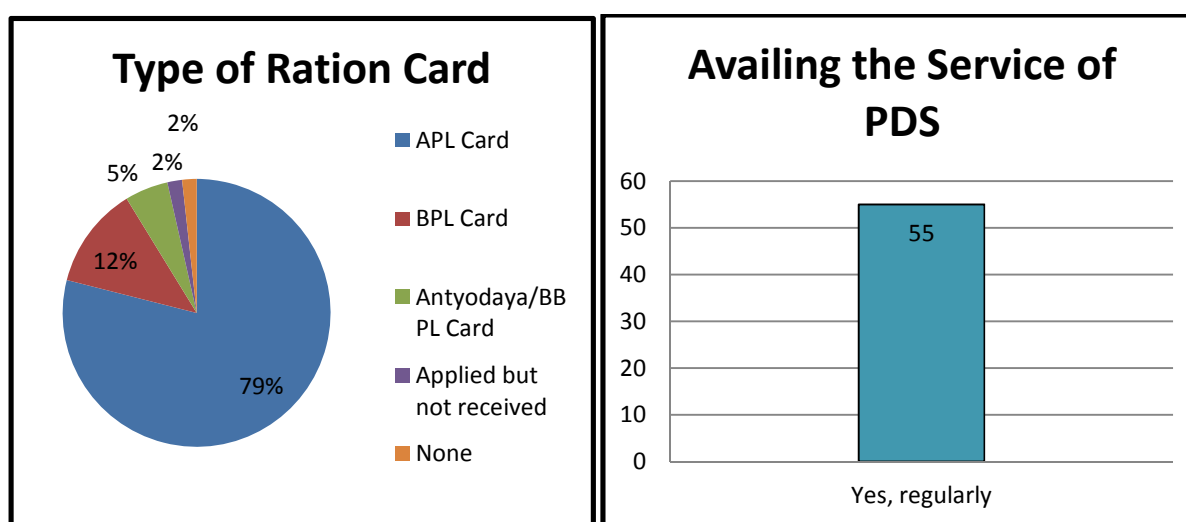 Type of Ration Card
2%
5%
2%
12%
79%
APL Card
BPL Card
Antyodaya/BB
PL Card
Applied but
not received
None
Availing the Service of
PDS
60
50
40
30
20
10
0
55
Yes, regularly